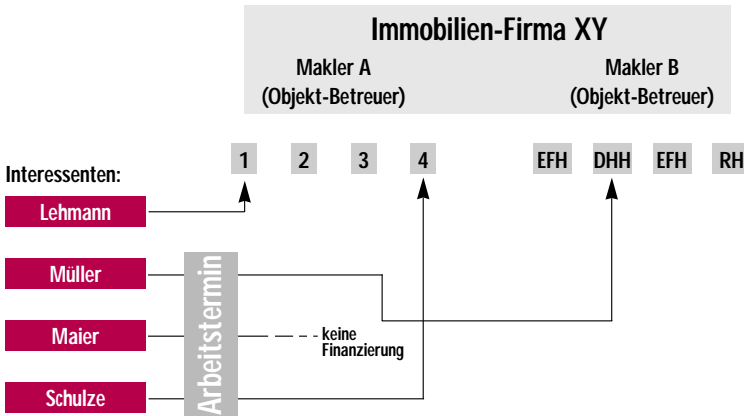 Immobilien-Firma XY
Makler A
(Objekt-Betreuer)
Makler B
(Objekt-Betreuer)
1 2 3 4 EFH DHH EFH RH
Interessenten:
Lehmann
Müller
Maier
Schulze
Arbeitstermin
keine
Finanzierung